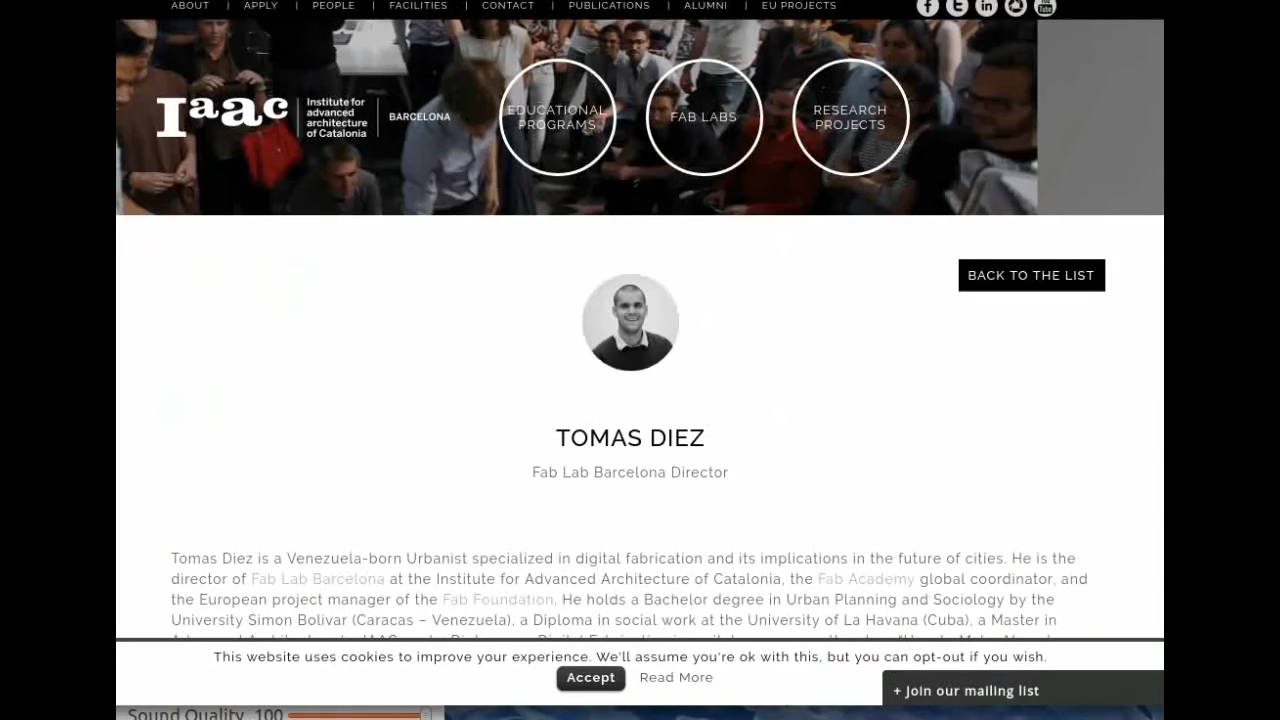 ABOUT | APPLY | PEOPLE | FACILITIES | CONTACT | PUBLICATIONS | ALUMNI | EU PROJECTS
Iaac
Institute for
advanced
architecture
of Catalonia
BARCELONA
EDUCATIONAL
PROGRAMS
FAB LABS
RESEARCH
PROJECTS
BACK TO THE LIST
TOMAS DIEZ
Fab Lab Barcelona Director
Tomas Diez is a Venezuela-born Urbanist specialized in digital fabrication and its implications in the future of cities. He is the
director of Fab Lab Barcelona at the Institute for Advanced Architecture of Catalonia, the Fab Academy global coordinator, and
the European project manager of the Fab Foundation. He holds a Bachelor degree in Urban Planning and Sociology by the
University Simon Bolivar (Caracas – Venezuela), a Diploma in social work at the University of La Havana (Cuba), a Master in
This website uses cookies to improve your experience. We'll assume you're ok with this, but you can opt-out if you wish.
Accept Read More
+ Join our mailing list
Sound Quality 100